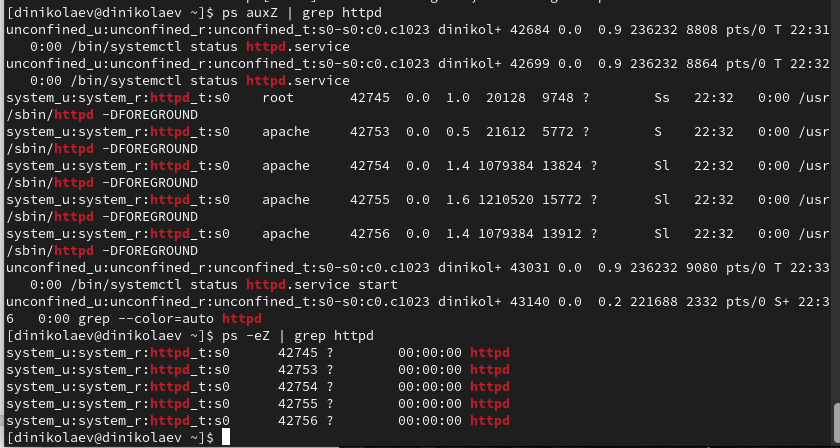 [dinikolaev@dinikolaev ~]$ ps auxZ | grep httpd
unconfined_u:unconfined_r:unconfined_t:s0-s0:c0.c1023 dinikol+ 42684 0.0  0.9 236232 8808 pts/0 T 22:31
   0:00 /bin/systemctl status httpd.service
unconfined_u:unconfined_r:unconfined_t:s0-s0:c0.c1023 dinikol+ 42699 0.0  0.9 236232 8864 pts/0 T 22:32
   0:00 /bin/systemctl status httpd.service
system_u:system_r:httpd_t:s0    root       42745  0.0  1.0  20128  9748 ?        Ss   22:32   0:00 /usr
/sbin/httpd -DFOREGROUND
system_u:system_r:httpd_t:s0    apache     42753  0.0  0.5  21612  5772 ?        S    22:32   0:00 /usr
/sbin/httpd -DFOREGROUND
system_u:system_r:httpd_t:s0    apache     42754  0.0  1.4 1079384 13824 ?       Sl   22:32   0:00 /usr
/sbin/httpd -DFOREGROUND
system_u:system_r:httpd_t:s0    apache     42755  0.0  1.6 1210520 15772 ?       Sl   22:32   0:00 /usr
/sbin/httpd -DFOREGROUND
system_u:system_r:httpd_t:s0    apache     42756  0.0  1.4 1079384 13912 ?       Sl   22:32   0:00 /usr
/sbin/httpd -DFOREGROUND
unconfined_u:unconfined_r:unconfined_t:s0-s0:c0.c1023 dinikol+ 43031 0.0  0.9 236232 9080 pts/0 T 22:33
   0:00 /bin/systemctl status httpd.service start
unconfined_u:unconfined_r:unconfined_t:s0-s0:c0.c1023 dinikol+ 43140 0.0  0.2 221688 2332 pts/0 S+ 22:3
6   0:00 grep --color=auto httpd
[dinikolaev@dinikolaev ~]$ ps -eZ | grep httpd
system_u:system_r:httpd_t:s0      42745 ?        00:00:00 httpd
system_u:system_r:httpd_t:s0      42753 ?        00:00:00 httpd
system_u:system_r:httpd_t:s0      42754 ?        00:00:00 httpd
system_u:system_r:httpd_t:s0      42755 ?        00:00:00 httpd
system_u:system_r:httpd_t:s0      42756 ?        00:00:00 httpd
[dinikolaev@dinikolaev ~]$